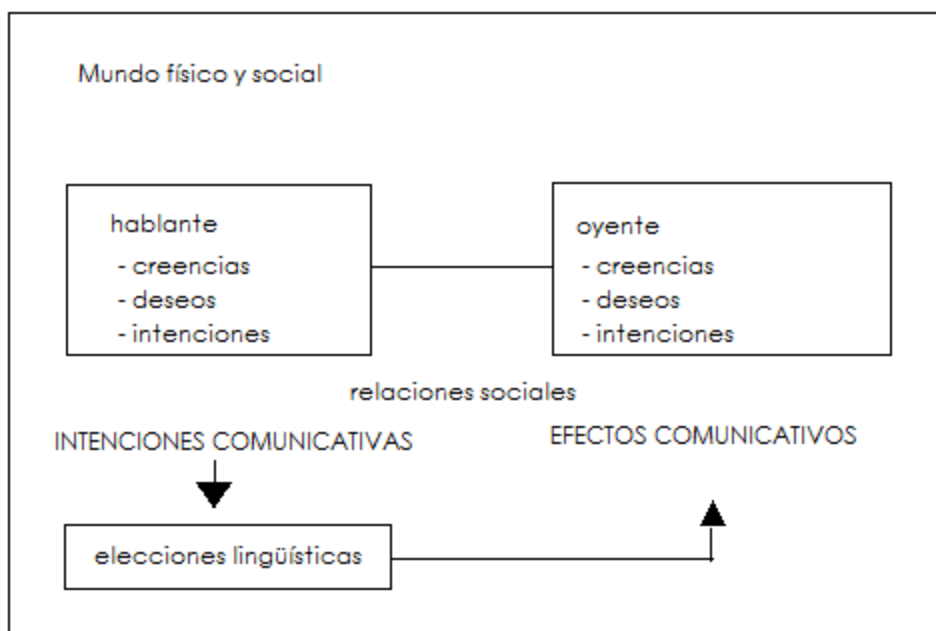 Mundo físico y social
hablante
- creencias
- deseos
- intenciones
oyente
- creencias
- deseos
- intenciones
relaciones sociales
INTENCIONES COMUNICATIVAS
EFECTOS COMUNICATIVOS
elecciones lingüísticas